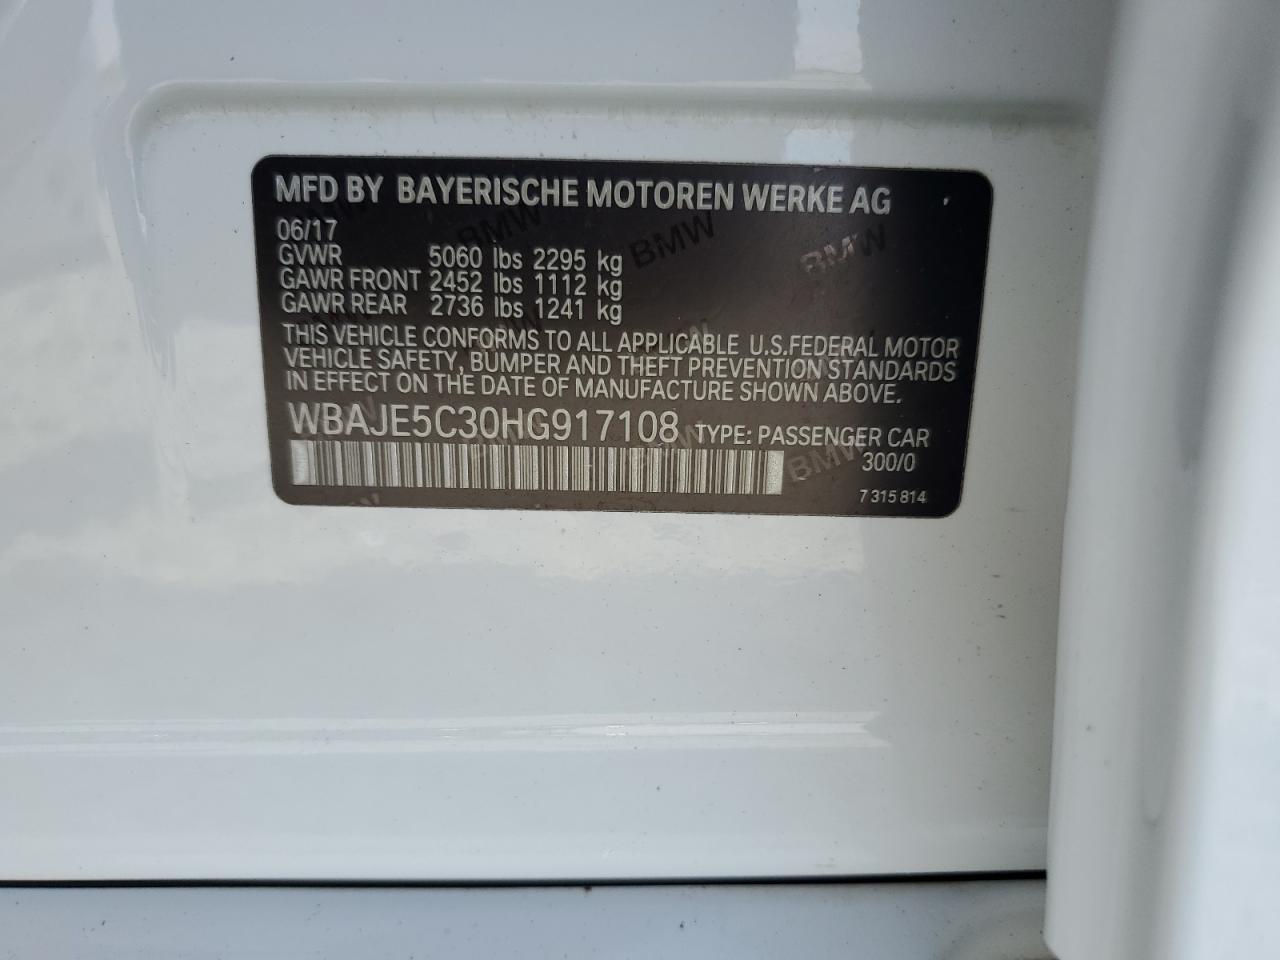 MFD BY BAYERISCHE MOTOREN WERKE AG
06/17
GVWR 5060 lbs 2295 kg
GAWR FRONT 2452 lbs 1112 kg
GAWR REAR 2736 lbs 1241 kg
THIS VEHICLE CONFORMS TO ALL APPLICABLE U.S.FEDERAL MOTOR
VEHICLE SAFETY, BUMPER AND THEFT PREVENTION STANDARDS
IN EFFECT ON THE DATE OF MANUFACTURE SHOWN ABOVE.
WBAJE5C30HG917108 TYPE: PASSENGER CAR
300/0
7 315 814